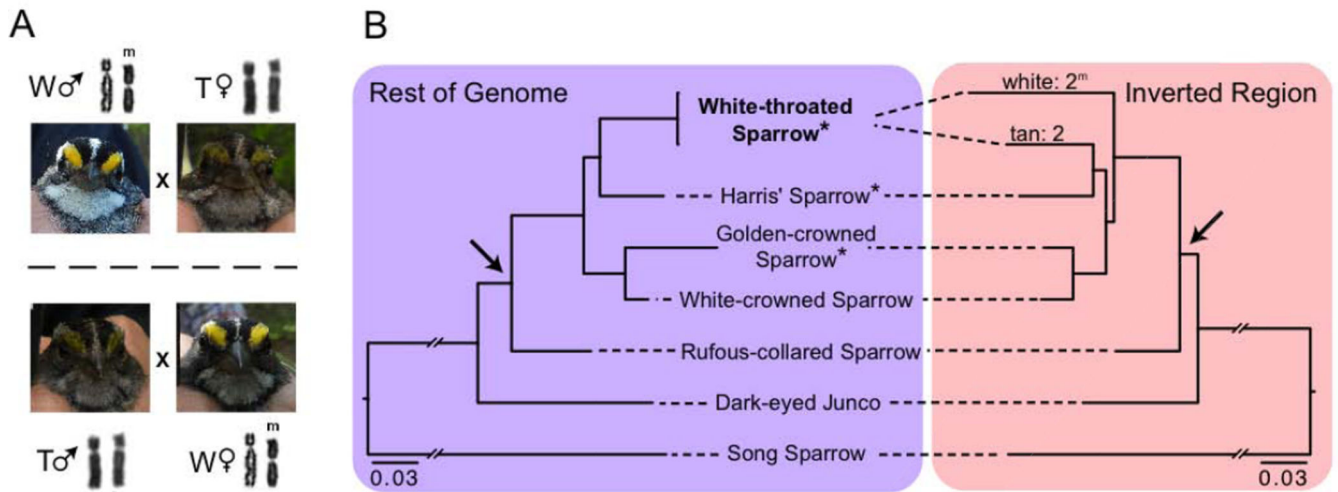 A
B
W♂
m
T♀
x
x
T♂
W♀
m
Rest of Genome
Inverted Region
White-throated
Sparrow*
white: 2ᵐ
tan: 2
Harris' Sparrow*
Golden-crowned
Sparrow*
White-crowned Sparrow
Rufous-collared Sparrow
Dark-eyed Junco
Song Sparrow
0.03
0.03